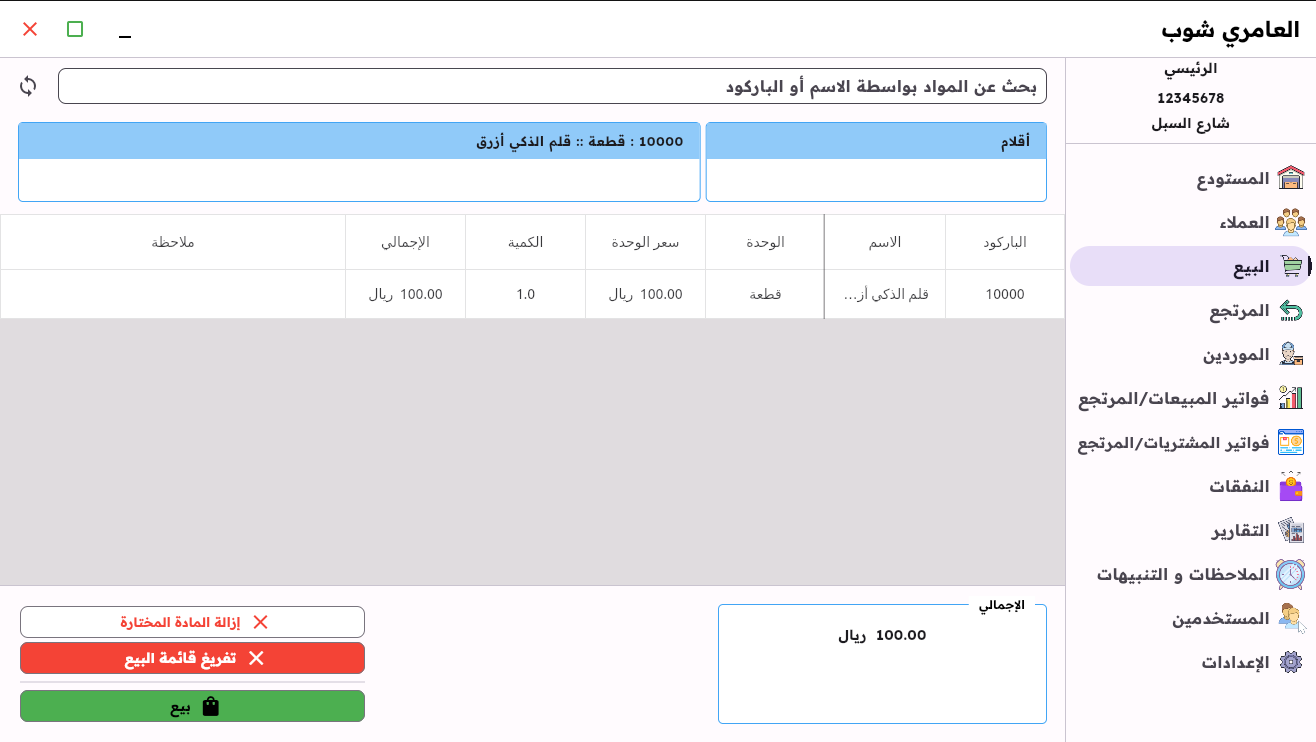 العامري شوب
الرئيسي
12345678
شارع السبل
المستودع
العملاء
البيع
المرتجع
الموردين
فواتير المبيعات/المرتجع
فواتير المشتريات/المرتجع
النفقات
التقارير
الملاحظات و التنبيهات
المستخدمين
الإعدادات
بحث عن المواد بواسطة الاسم أو الباركود
أقلام
10000 : قطعة :: قلم الذكي أزرق
الباركود الاسم الوحدة سعر الوحدة الكمية الإجمالي ملاحظة
10000 قلم الذكي أز... قطعة 100.00 ريال 1.0 100.00 ريال
الإجمالي
100.00 ريال
إزالة المادة المختارة
تفريغ قائمة البيع
بيع